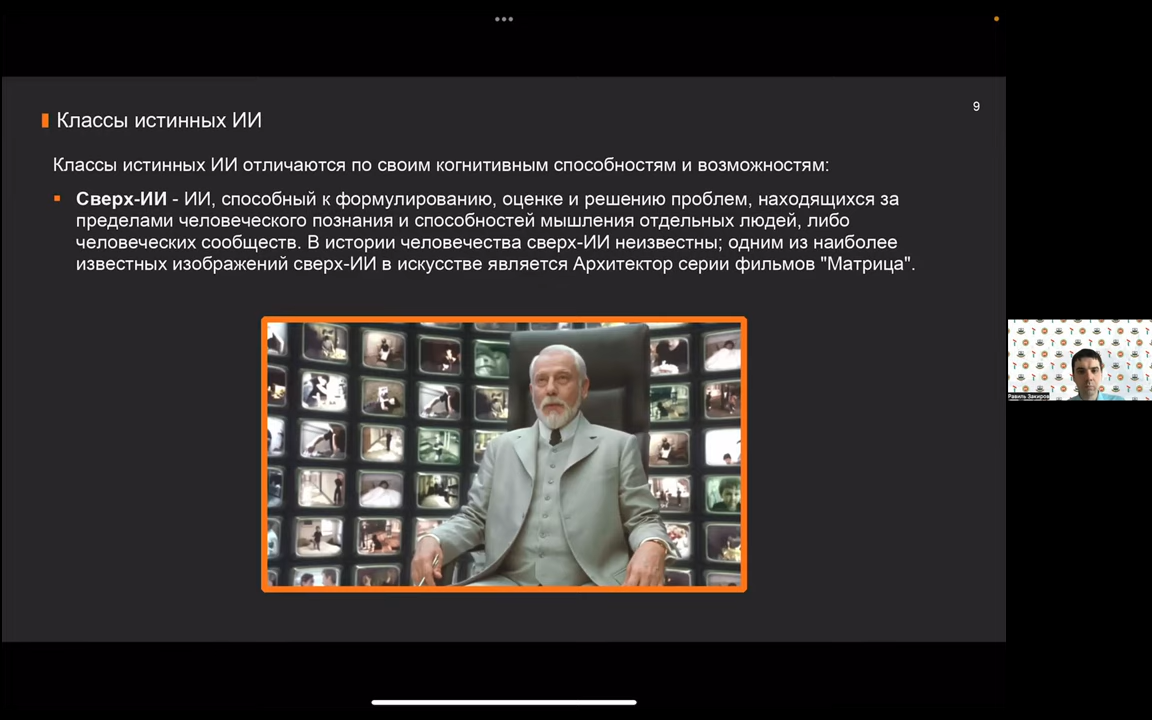 9
Классы истинных ИИ
Классы истинных ИИ отличаются по своим когнитивным способностям и возможностям:
Сверх-ИИ - ИИ, способный к формулированию, оценке и решению проблем, находящихся за
пределами человеческого познания и способностей мышления отдельных людей, либо
человеческих сообществ. В истории человечества сверх-ИИ неизвестны; одним из наиболее
известных изображений сверх-ИИ в искусстве является Архитектор серии фильмов "Матрица".
Равиль Закиров